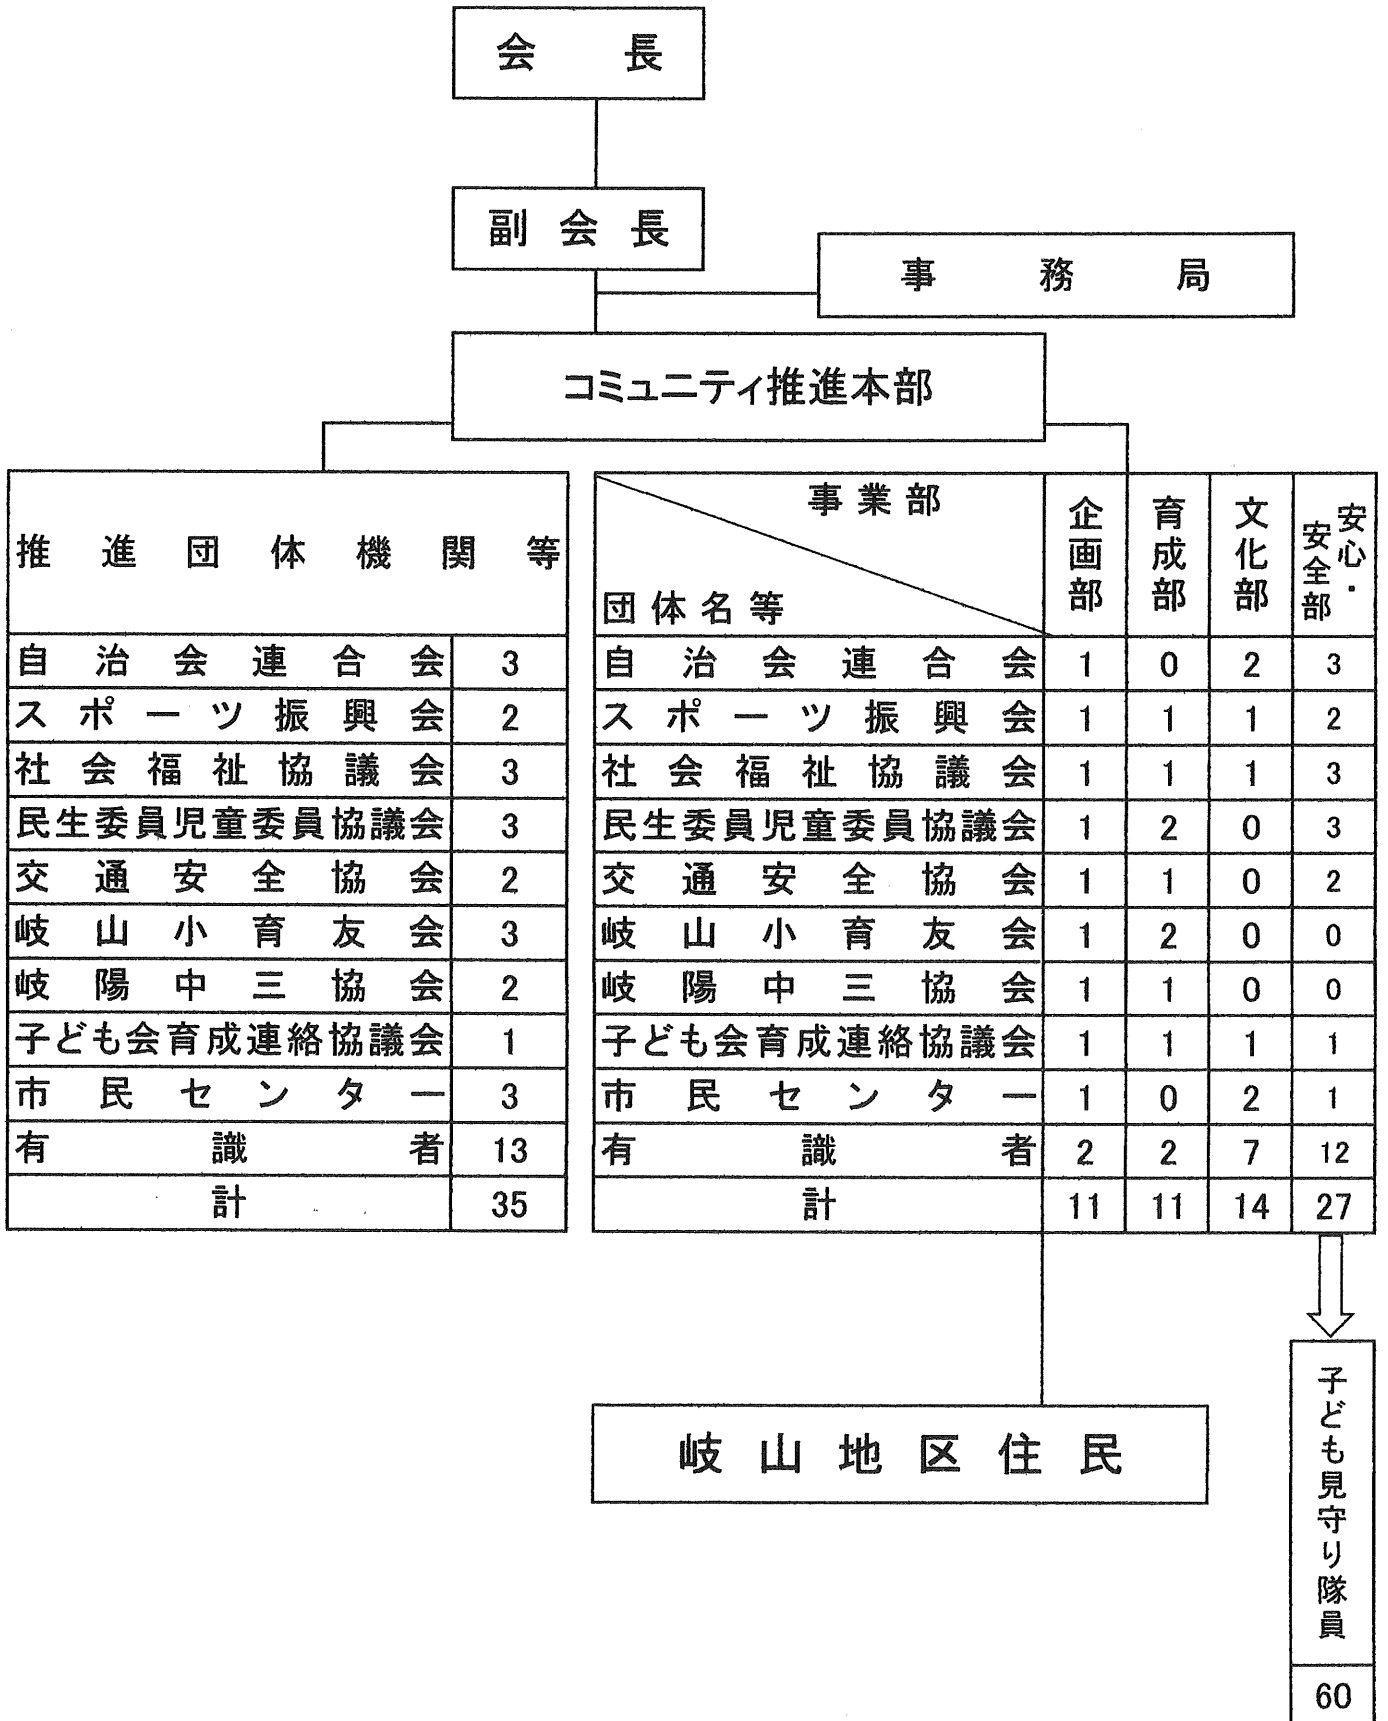 会長
副会長
事務局
コミュニティ推進本部
推進団体機関等
自治会連合会 3
スポーツ振興会 2
社会福祉協議会 3
民生委員児童委員協議会 3
交通安全協会 2
岐山小育友会 3
岐陽中三協会 2
子ども会育成連絡協議会 1
市民センター 3
有識者 13
計 35
事業部 企画部 育成部 文化部 安心・安全部
団体名等
自治会連合会 1 0 2 3
スポーツ振興会 1 1 1 2
社会福祉協議会 1 1 1 3
民生委員児童委員協議会 1 2 0 3
交通安全協会 1 1 0 2
岐山小育友会 1 2 0 0
岐陽中三協会 1 1 0 0
子ども会育成連絡協議会 1 1 1 1
市民センター 1 0 2 1
有識者 2 2 7 12
計 11 11 14 27
岐山地区住民
子ども見守り隊員
60